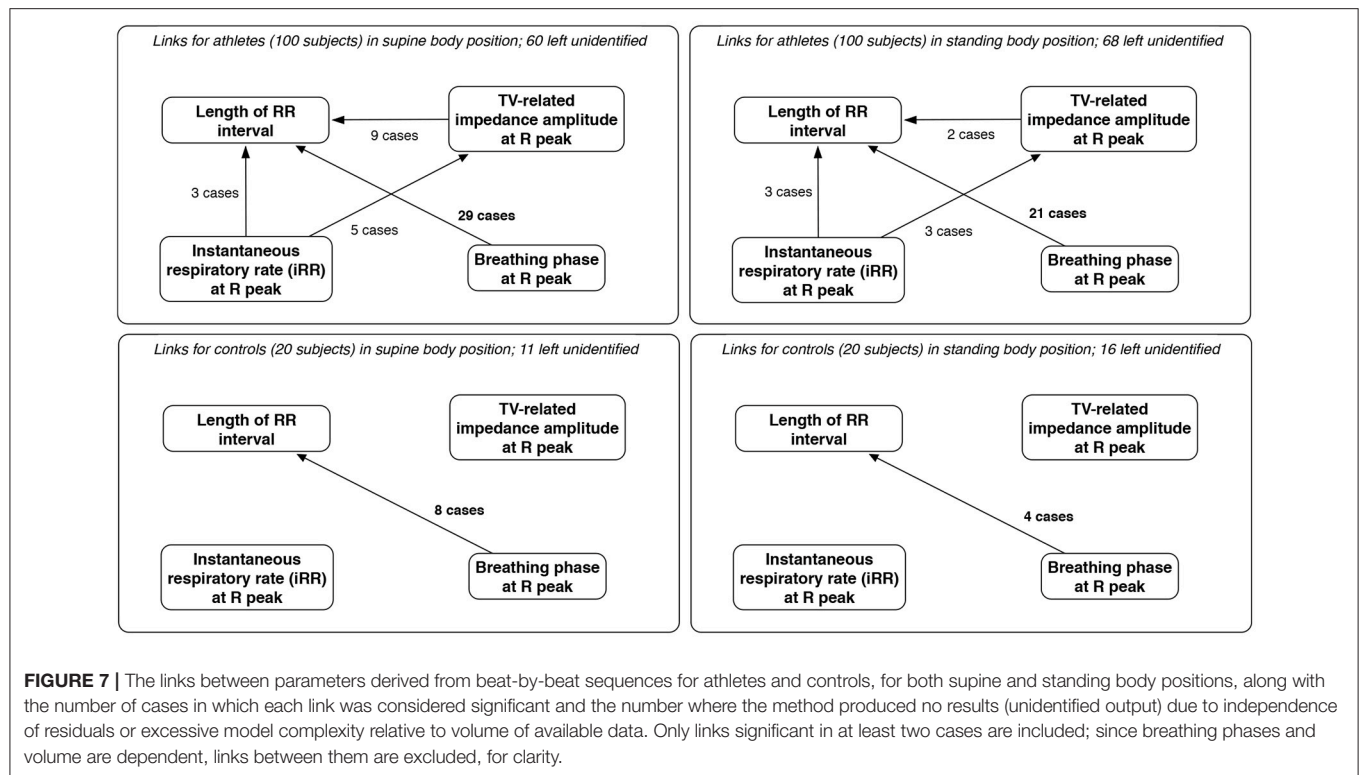 Links for athletes (100 subjects) in supine body position; 60 left unidentified
Length of RR
interval
TV-related
impedance amplitude
at R peak
9 cases
3 cases
29 cases
5 cases
Instantaneous
respiratory rate (iRR)
at R peak
Breathing phase
at R peak
Links for athletes (100 subjects) in standing body position; 68 left unidentified
Length of RR
interval
TV-related
impedance amplitude
at R peak
2 cases
3 cases
21 cases
3 cases
Instantaneous
respiratory rate (iRR)
at R peak
Breathing phase
at R peak
Links for controls (20 subjects) in supine body position; 11 left unidentified
Length of RR
interval
TV-related
impedance amplitude
at R peak
8 cases
Instantaneous
respiratory rate (iRR)
at R peak
Breathing phase
at R peak
Links for controls (20 subjects) in standing body position; 16 left unidentified
Length of RR
interval
TV-related
impedance amplitude
at R peak
4 cases
Instantaneous
respiratory rate (iRR)
at R peak
Breathing phase
at R peak
FIGURE 7 | The links between parameters derived from beat-by-beat sequences for athletes and controls, for both supine and standing body positions, along with
the number of cases in which each link was considered significant and the number where the method produced no results (unidentified output) due to independence
of residuals or excessive model complexity relative to volume of available data. Only links significant in at least two cases are included; since breathing phases and
volume are dependent, links between them are excluded, for clarity.